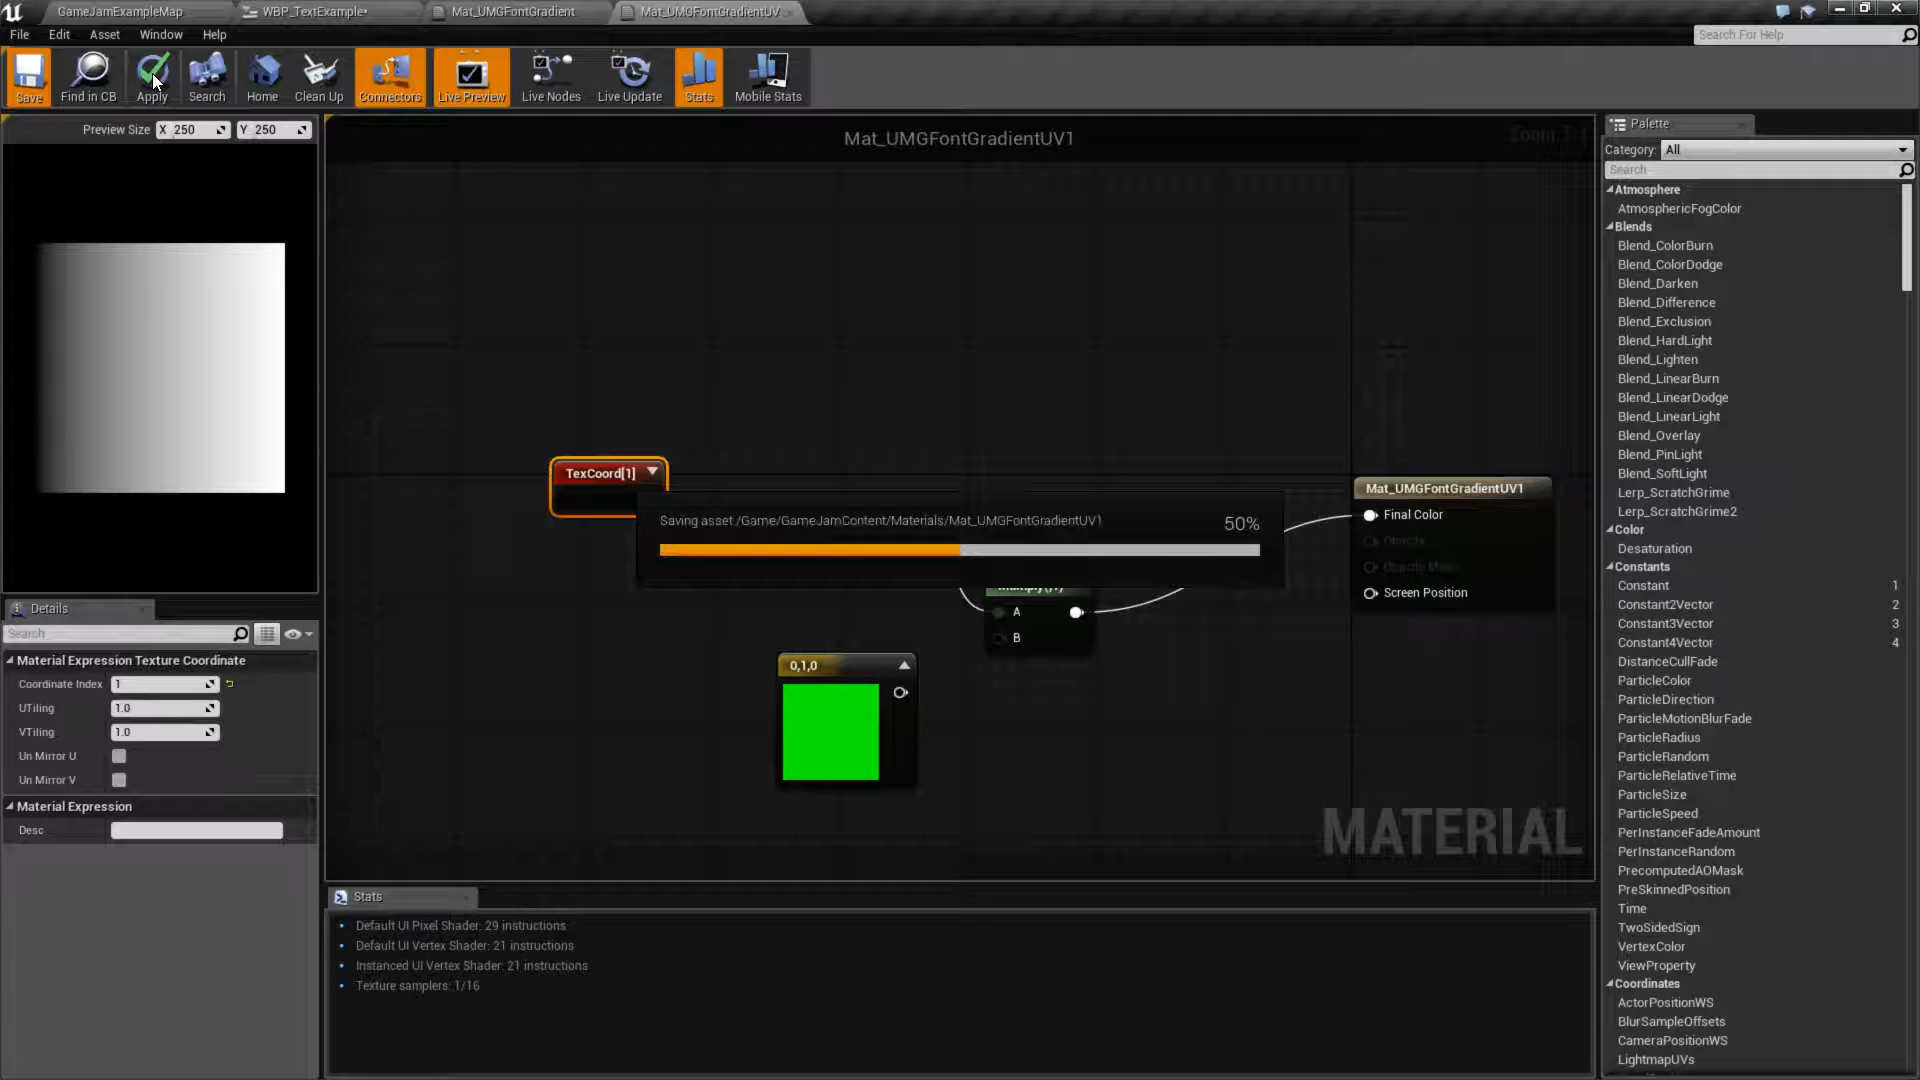 GameJamExampleMap
WBP_TextExample*
Mat_UMGFontGradient
Mat_UMGFontGradientUV
File
Edit
Asset
Window
Help
Search For Help
Save
Find in CB
Apply
Search
Home
Clean Up
Connectors
Live Preview
Live Nodes
Live Update
Stats
Mobile Stats
Preview Size X 250 Y 250
Mat_UMGFontGradientUV1
TexCoord[1]
Saving asset /Game/GameJamContent/Materials/Mat_UMGFontGradientUV1
50%
A
B
0,1,0
Mat_UMGFontGradientUV1
Final Color
Opacity
Opacity Mask
Screen Position
MATERIAL
Details
Search
Material Expression Texture Coordinate
Coordinate Index 1
UTiling 1.0
VTiling 1.0
Un Mirror U
Un Mirror V
Material Expression
Desc
Stats
Default UI Pixel Shader: 29 instructions
Default UI Vertex Shader: 21 instructions
Instanced UI Vertex Shader: 21 instructions
Texture samplers: 1/16
Palette
Category: All
Search
Atmosphere
AtmosphericFogColor
Blends
Blend_ColorBurn
Blend_ColorDodge
Blend_Darken
Blend_Difference
Blend_Exclusion
Blend_HardLight
Blend_Lighten
Blend_LinearBurn
Blend_LinearDodge
Blend_LinearLight
Blend_Overlay
Blend_PinLight
Blend_SoftLight
Lerp_ScratchGrime
Lerp_ScratchGrime2
Color
Desaturation
Constants
Constant 1
Constant2Vector 2
Constant3Vector 3
Constant4Vector 4
DistanceCullFade
ParticleColor
ParticleDirection
ParticleMotionBlurFade
ParticleRadius
ParticleRandom
ParticleRelativeTime
ParticleSize
ParticleSpeed
PerInstanceFadeAmount
PerInstanceRandom
PrecomputedAOMask
PreSkinnedPosition
Time
TwoSidedSign
VertexColor
ViewProperty
Coordinates
ActorPositionWS
BlurSampleOffsets
CameraPositionWS
LightmapUVs